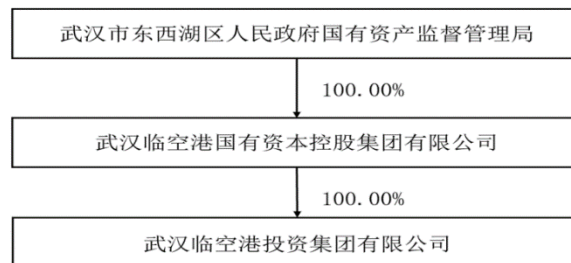 武汉市东西湖区人民政府国有资产监督管理局
100.00%
武汉临空港国有资本控股集团有限公司
100.00%
武汉临空港投资集团有限公司